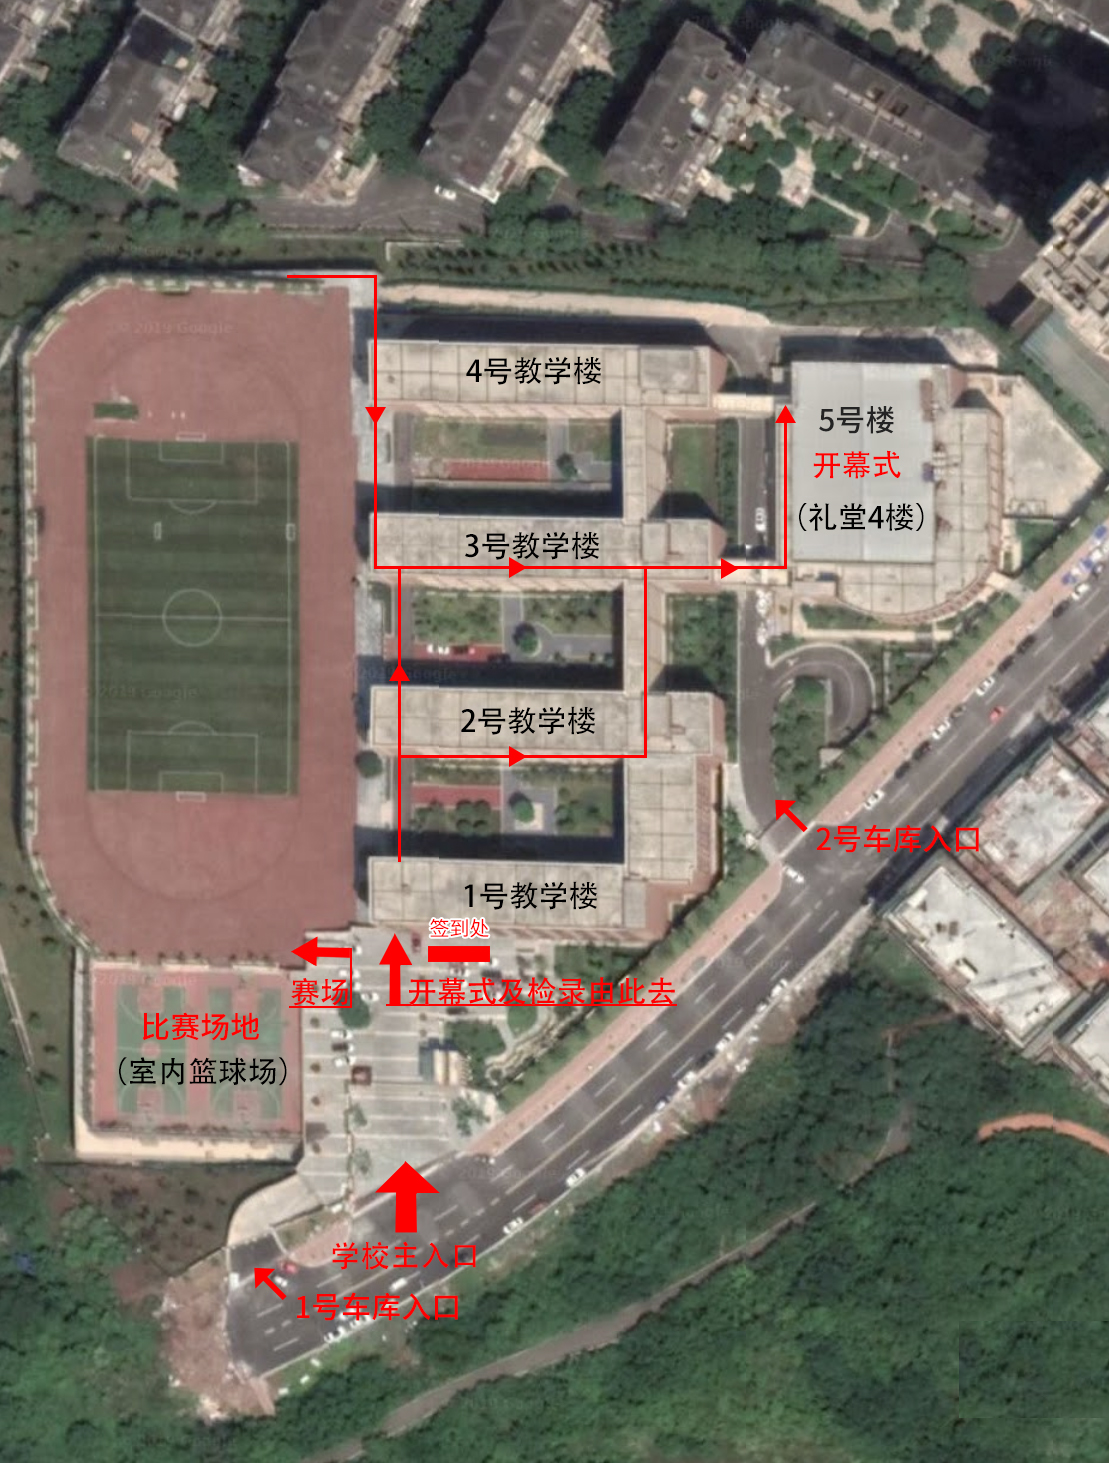 © 2019 Google
4号教学楼
5号楼
开幕式
（礼堂4楼）
3号教学楼
2号教学楼
2号车库入口
1号教学楼
签到处
赛场
开幕式及检录由此去
比赛场地
（室内篮球场）
学校主入口
1号车库入口